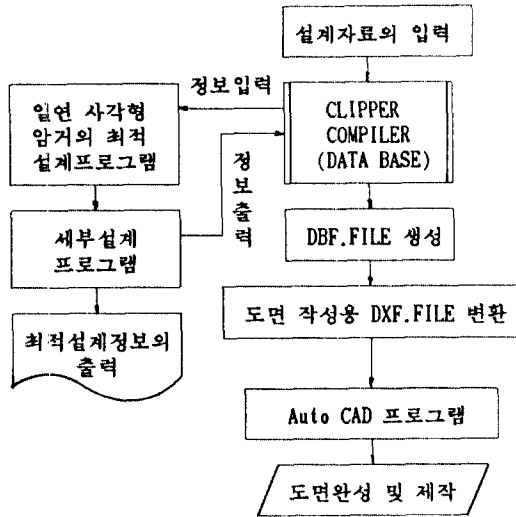 설계자료의 입력
정보입력
일연 사각형
암거의 최적
설계프로그램
CLIPPER
COMPILER
(DATA BASE)
정보출력
세부설계
프로그램
DBF.FILE 생성
최적설계정보의
출력
도면 작성용 DXF.FILE 변환
Auto CAD 프로그램
도면완성 및 제작